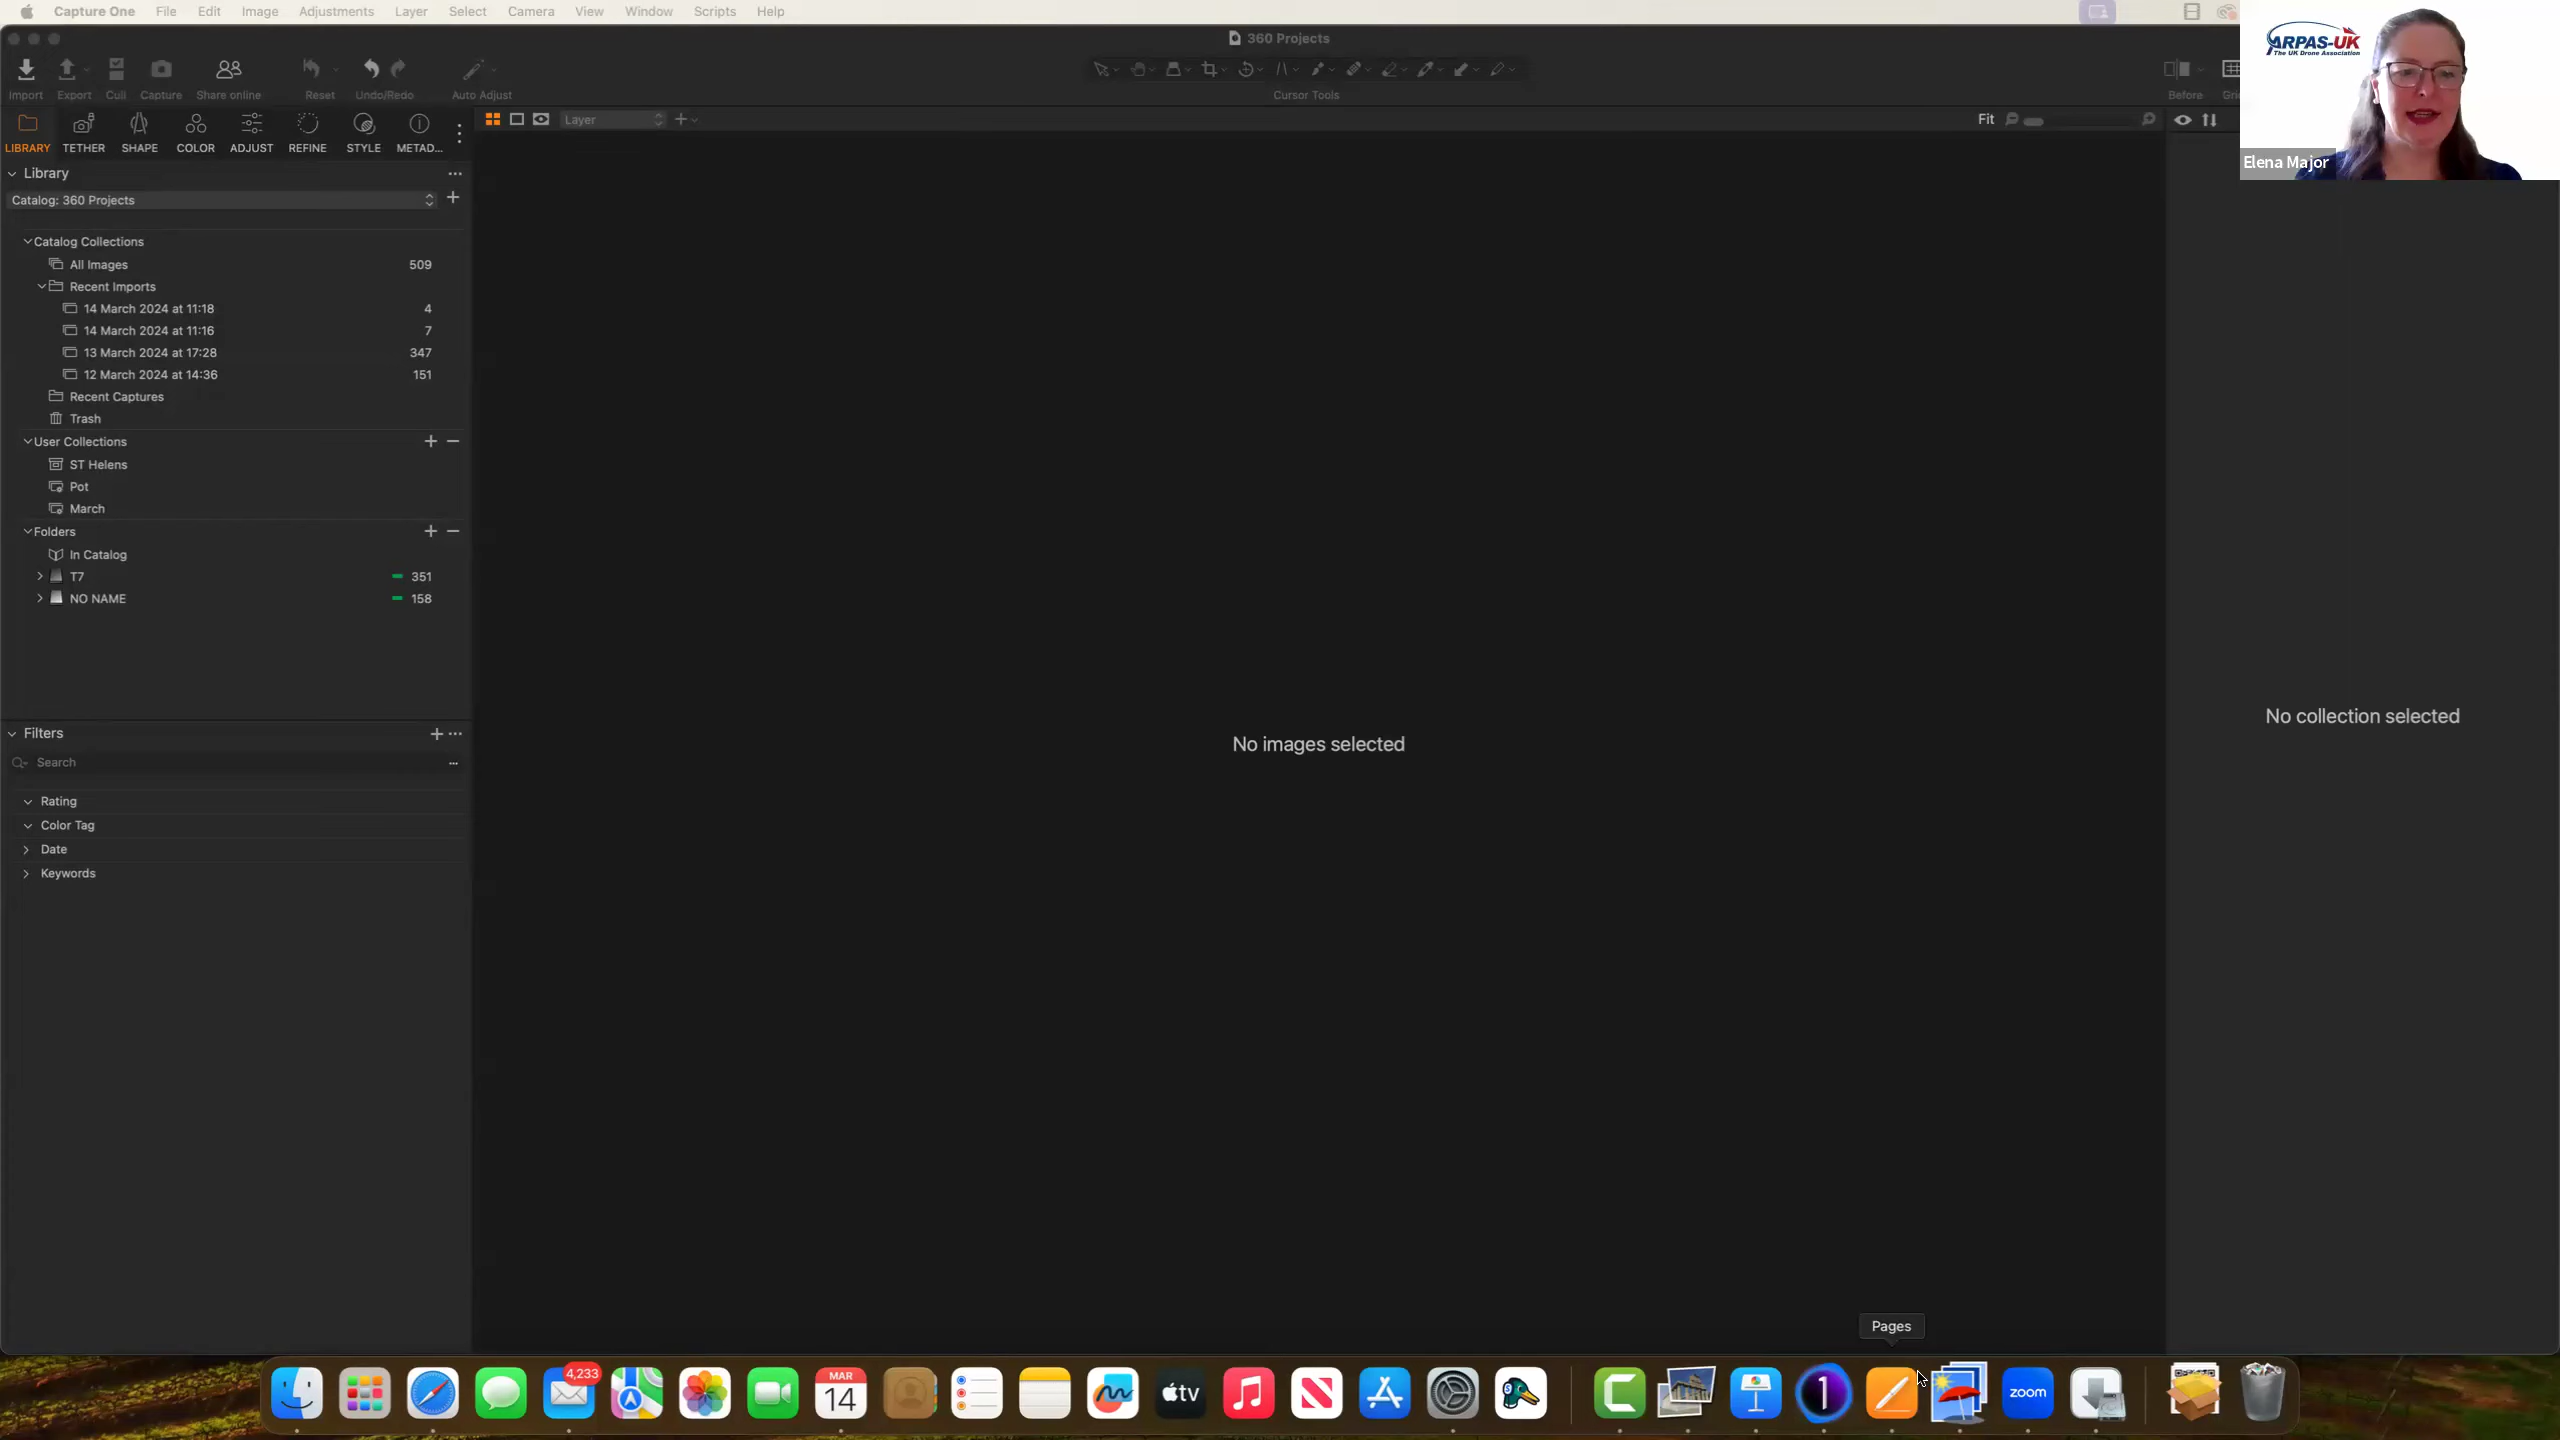 Capture One File Edit Image Adjustments Layer Select Camera View Window Scripts Help
360 Projects
Import Export Cull Capture Share online Reset Undo/Redo Auto Adjust Cursor Tools Before
LIBRARY TETHER SHAPE COLOR ADJUST REFINE STYLE METAD...
Layer
Fit
ARPAS-UK
The UK Drone Association
Elena Major
Library
Catalog: 360 Projects
Catalog Collections
All Images 509
Recent Imports
14 March 2024 at 11:18 4
14 March 2024 at 11:16 7
13 March 2024 at 17:28 347
12 March 2024 at 14:36 151
Recent Captures
Trash
User Collections
ST Helens
Pot
March
Folders
In Catalog
T7 351
NO NAME 158
No images selected
No collection selected
Filters
Search
Rating
Color Tag
Date
Keywords
Pages
4,233
MAR
14
tv
1
zoom